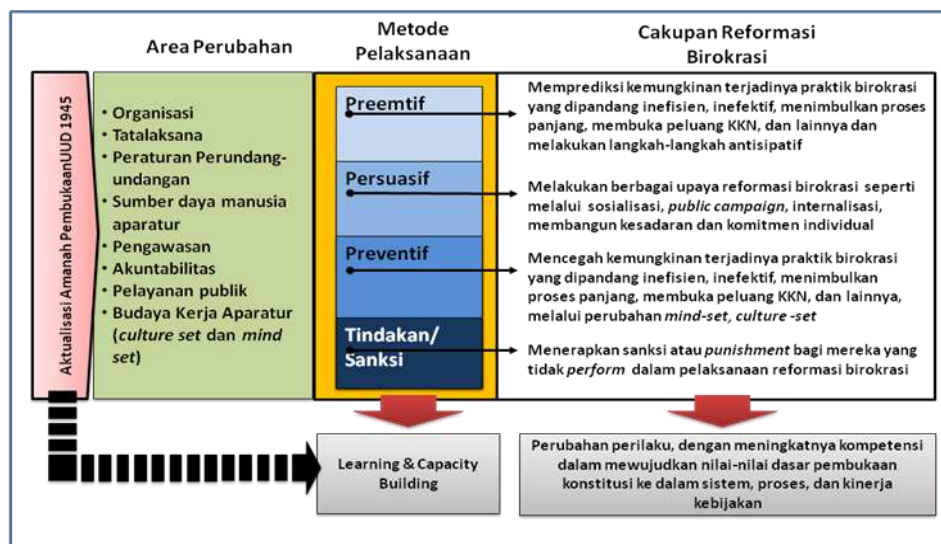 Area Perubahan
Metode
Pelaksanaan
Cakupan Reformasi
Birokrasi
Aktualisasi Amanah PembukaanUUD 1945
• Organisasi
• Tatalaksana
• Peraturan Perundang-
undangan
• Sumber daya manusia
aparatur
• Pengawasan
• Akuntabilitas
• Pelayanan publik
• Budaya Kerja Aparatur
(culture set dan mind
set)
Preemtif
Memprediksi kemungkinan terjadinya praktik birokrasi
yang dipandang inefisien, inefektif, menimbulkan proses
panjang, membuka peluang KKN, dan lainnya dan
melakukan langkah-langkah antisipatif
Persuasif
Melakukan berbagai upaya reformasi birokrasi seperti
melalui sosialisasi, public campaign, internalisasi,
membangun kesadaran dan komitmen individual
Preventif
Mencegah kemungkinan terjadinya praktik birokrasi
yang dipandang inefisien, inefektif, menimbulkan
proses panjang, membuka peluang KKN, dan lainnya,
melalui perubahan mind-set, culture -set
Tindakan/
Sanksi
Menerapkan sanksi atau punishment bagi mereka yang
tidak perform dalam pelaksanaan reformasi birokrasi
Learning & Capacity
Building
Perubahan perilaku, dengan meningkatnya kompetensi
dalam mewujudkan nilai-nilai dasar pembukaan
konstitusi ke dalam sistem, proses, dan kinerja
kebijakan